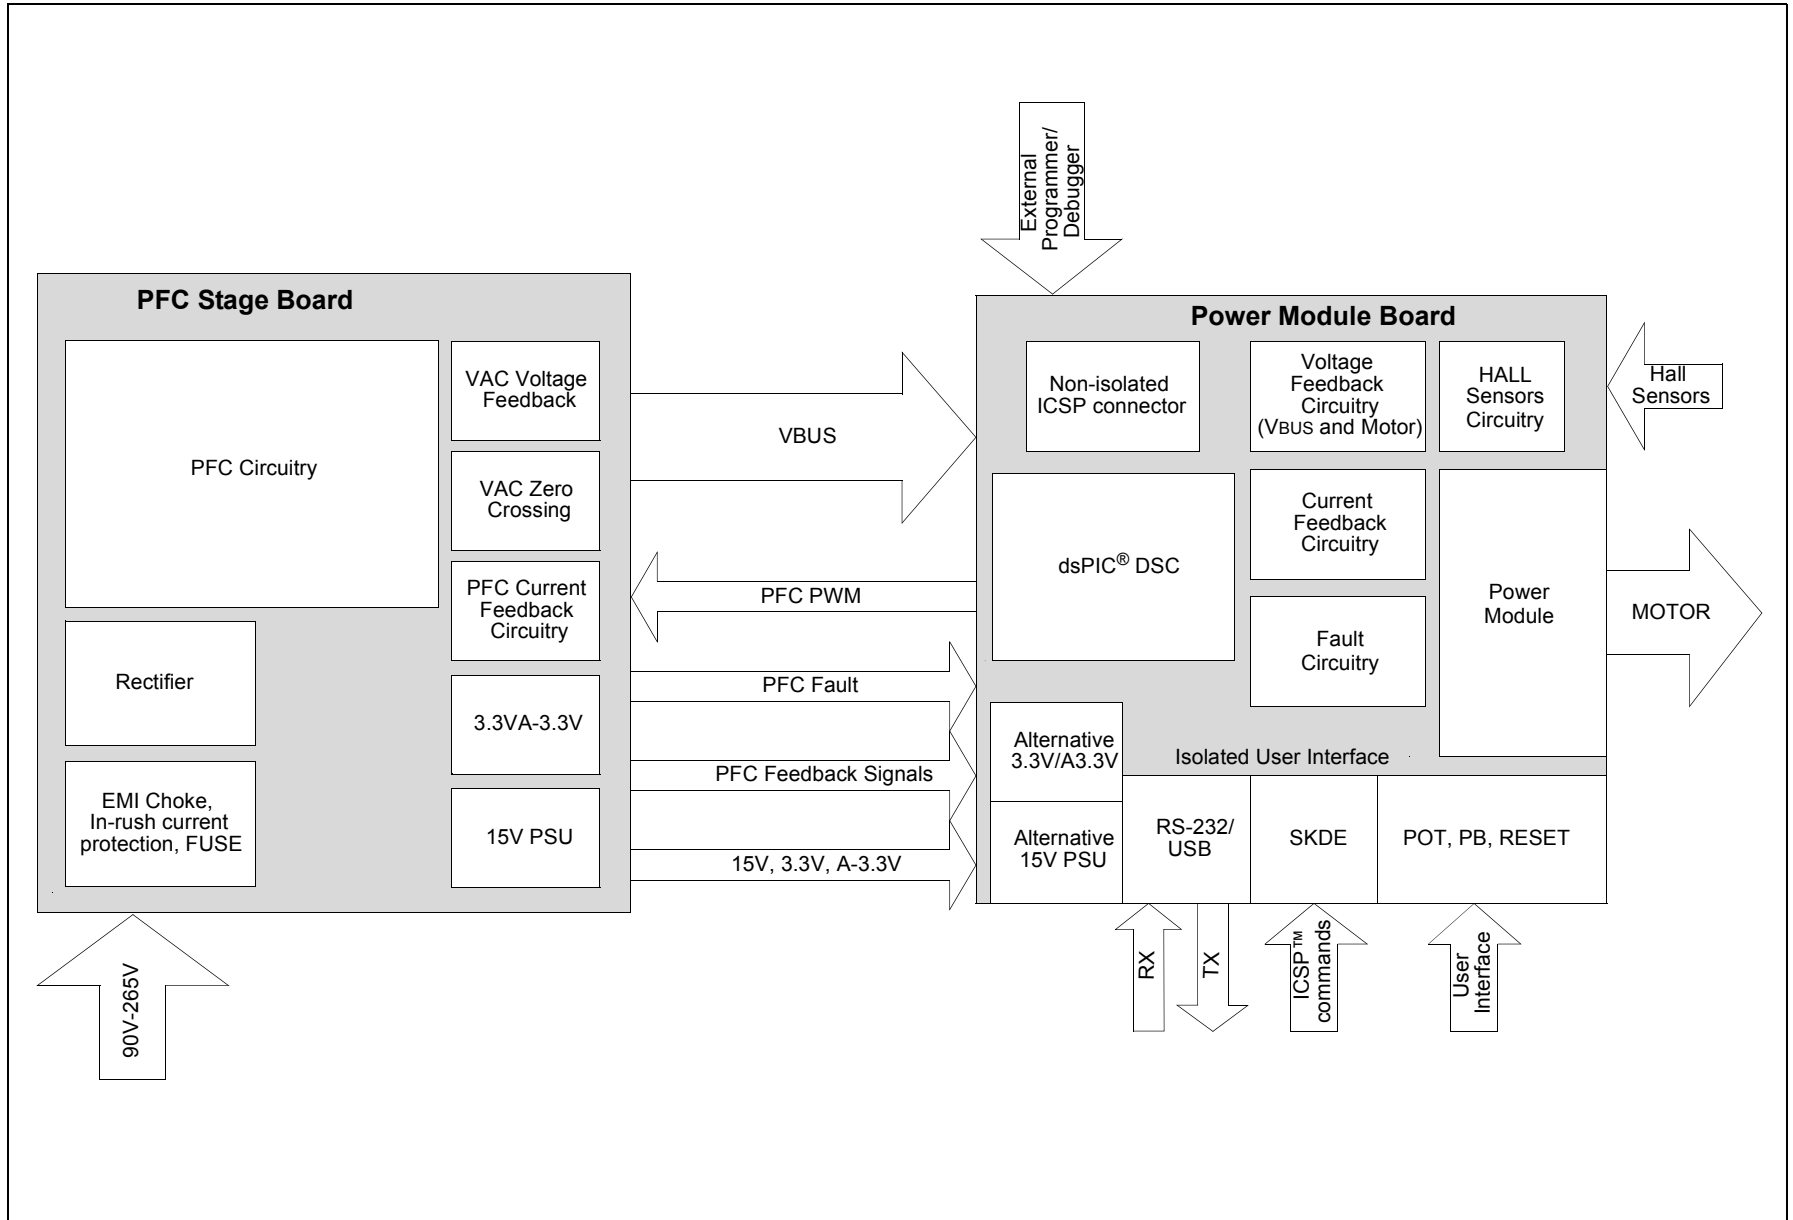 External
Programmer/
Debugger
PFC Stage Board
PFC Circuitry
VAC Voltage
Feedback
VAC Zero
Crossing
PFC Current
Feedback
Circuitry
Rectifier
3.3VA-3.3V
EMI Choke,
In-rush current
protection, FUSE
15V PSU
90V-265V
VBUS
PFC PWM
PFC Fault
PFC Feedback Signals
15V, 3.3V, A-3.3V
Power Module Board
Non-isolated
ICSP connector
Voltage
Feedback
Circuitry
(VBUS and Motor)
HALL
Sensors
Circuitry
Hall
Sensors
dsPIC® DSC
Current
Feedback
Circuitry
Fault
Circuitry
Power
Module
MOTOR
Alternative
3.3V/A3.3V
Isolated User Interface
Alternative
15V PSU
RS-232/
USB
SKDE
POT, PB, RESET
RX
TX
ICSP™
commands
User
Interface